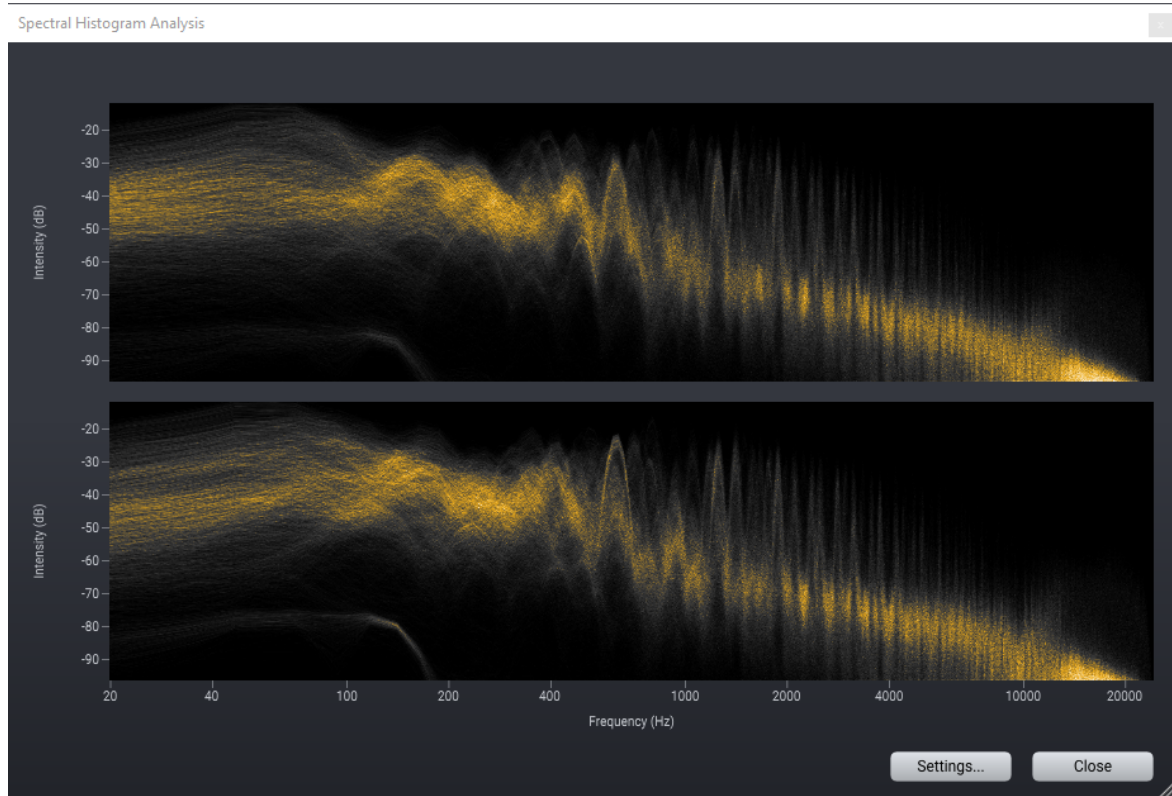 Spectral Histogram Analysis
-20
-30
-40
-50
-60
-70
-80
-90
Intensity (dB)
-20
-30
-40
-50
-60
-70
-80
-90
Intensity (dB)
20 40 100 200 400 1000 2000 4000 10000 20000
Frequency (Hz)
Settings... Close